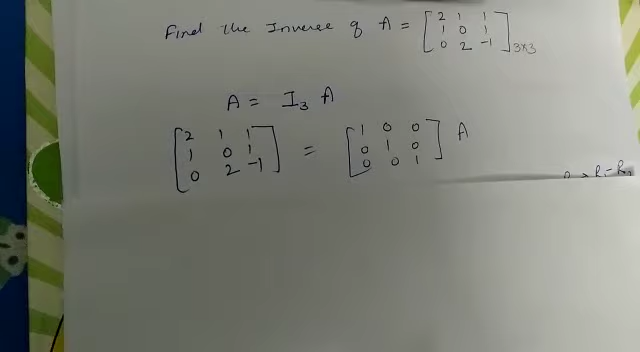 Find the Inverse of A = [2 1 1
1 0 1
0 2 -1] 3×3
A = I3 A
[2 1 1
1 0 1
0 2 -1] = [1 0 0
0 1 0
0 0 1] A